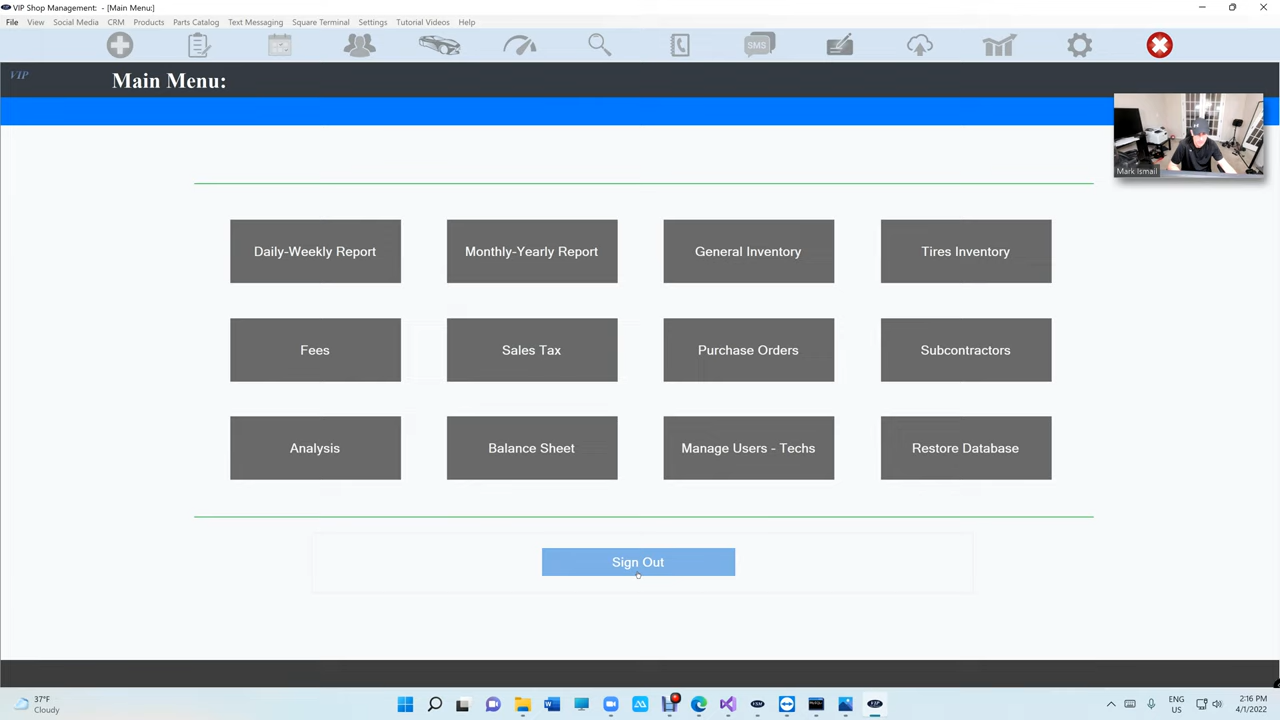 VIP Shop Management: - [Main Menu:]
File View Social Media CRM Products Parts Catalog Text Messaging Square Terminal Settings Tutorial Videos Help
SMS
VIP Main Menu:
Mark Ismail
Daily-Weekly Report Monthly-Yearly Report General Inventory Tires Inventory
Fees Sales Tax Purchase Orders Subcontractors
Analysis Balance Sheet Manage Users - Techs Restore Database
Sign Out
37°F
Cloudy
ENG
US
2:16 PM
4/1/2022